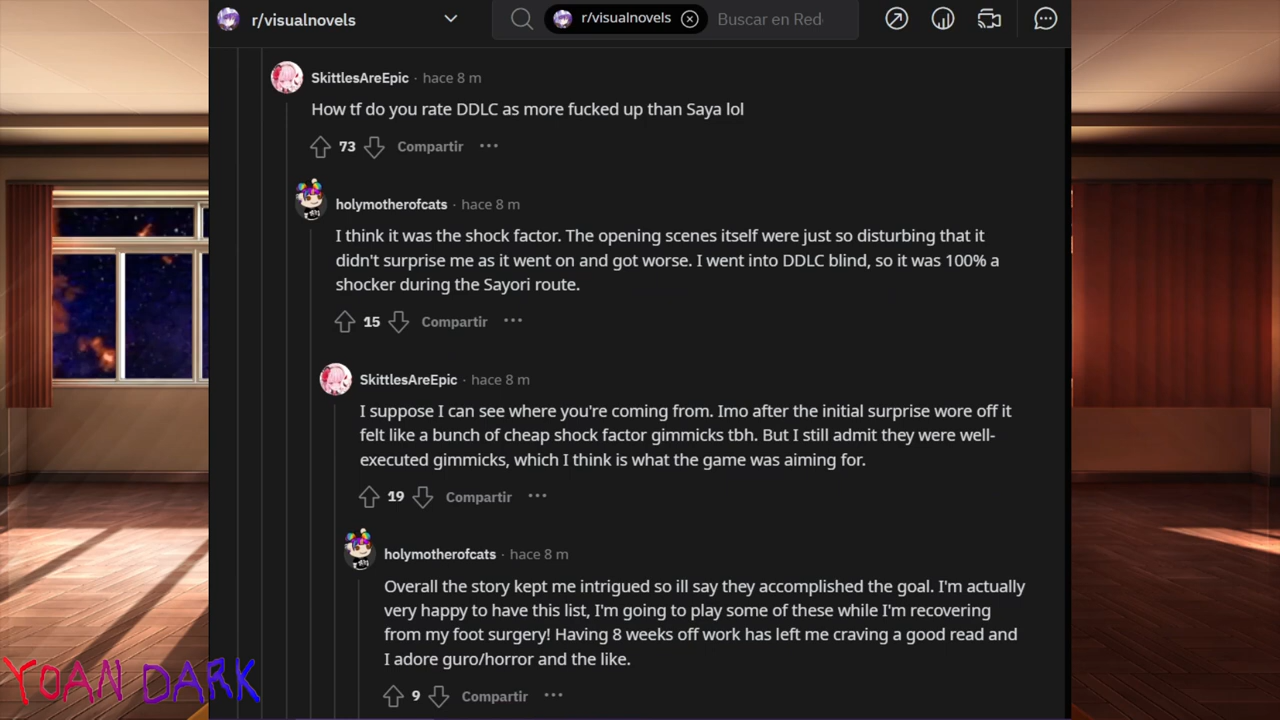 r/visualnovels
r/visualnovels
Buscar en Red
SkittlesAreEpic · hace 8 m
How tf do you rate DDLC as more fucked up than Saya lol
73 Compartir ···
holymotherofcats · hace 8 m
I think it was the shock factor. The opening scenes itself were just so disturbing that it
didn't surprise me as it went on and got worse. I went into DDLC blind, so it was 100% a
shocker during the Sayori route.
15 Compartir ···
SkittlesAreEpic · hace 8 m
I suppose I can see where you're coming from. Imo after the initial surprise wore off it
felt like a bunch of cheap shock factor gimmicks tbh. But I still admit they were well-
executed gimmicks, which I think is what the game was aiming for.
19 Compartir ···
holymotherofcats · hace 8 m
Overall the story kept me intrigued so ill say they accomplished the goal. I'm actually
very happy to have this list, I'm going to play some of these while I'm recovering
from my foot surgery! Having 8 weeks off work has left me craving a good read and
I adore guro/horror and the like.
9 Compartir ···
YOAN DARK